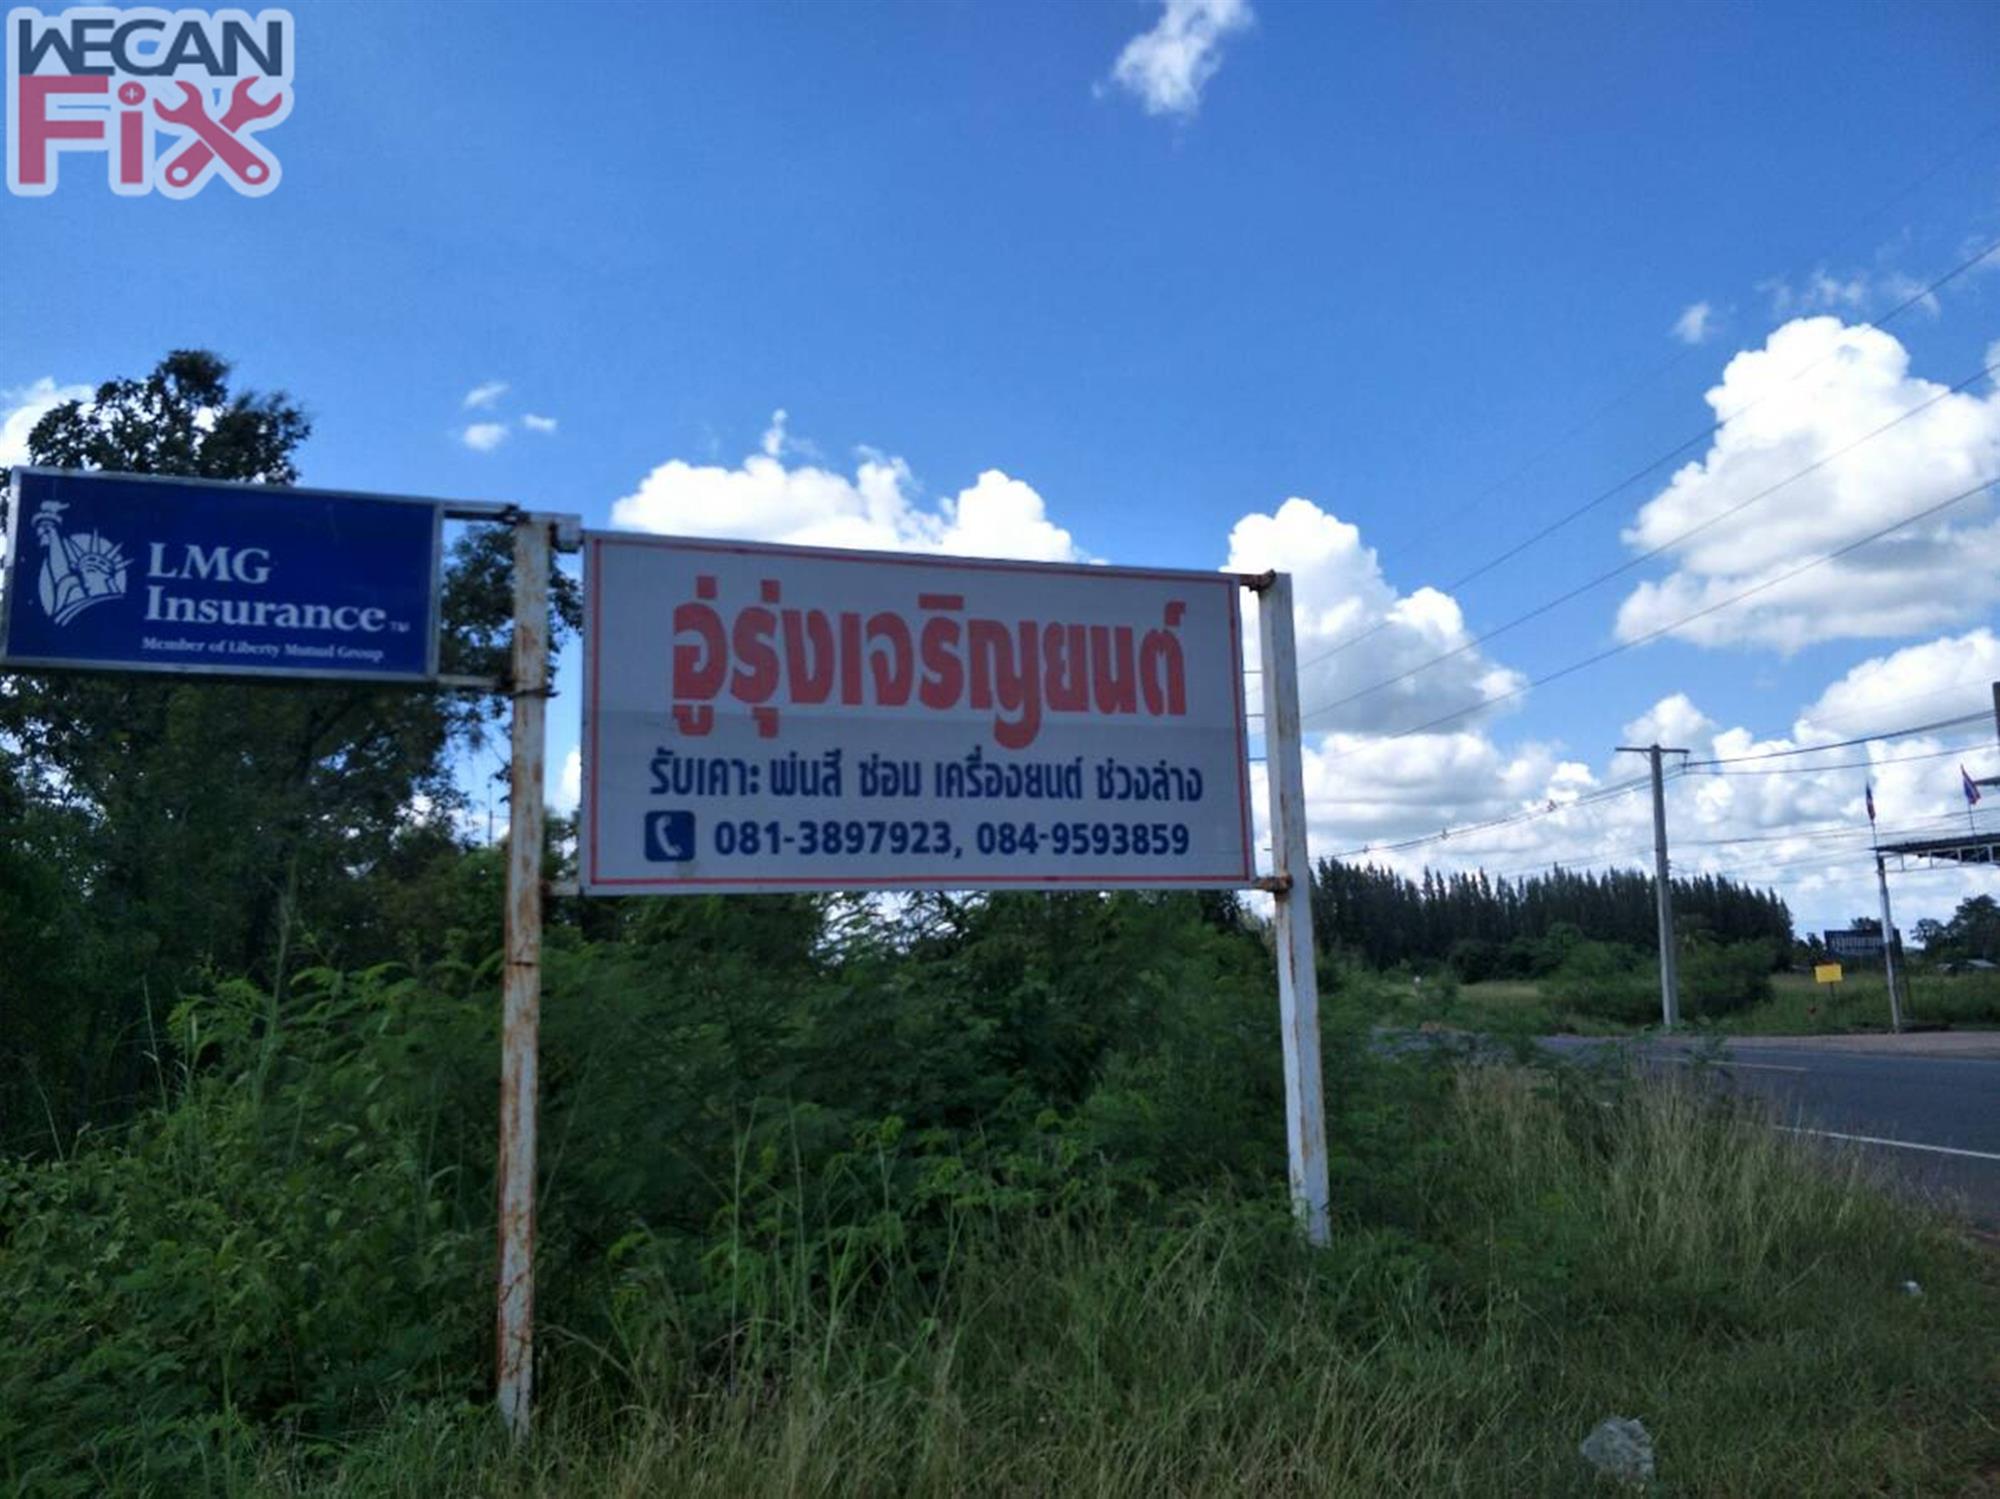 WECAN
Fix
LMG
Insurance TM
Member of Liberty Mutual Group
อู่รุ่งเจริญยนต์
รับเคาะ พ่นสี ซ่อม เครื่องยนต์ ช่วงล่าง
081-3897923, 084-9593859